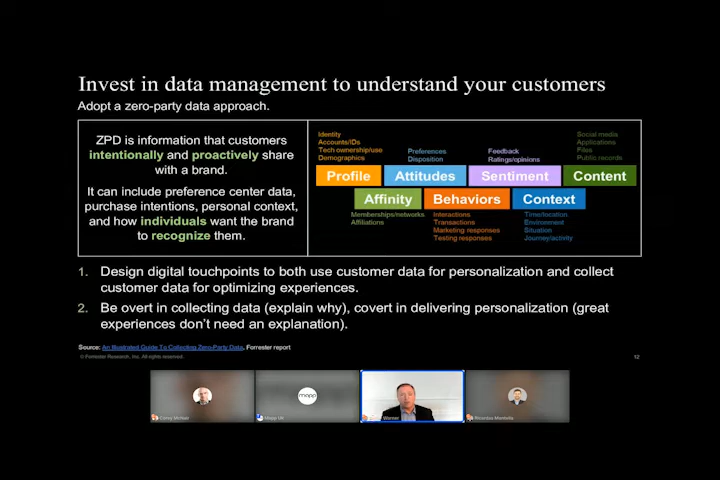 Invest in data management to understand your customers
Adopt a zero-party data approach.
ZPD is information that customers
intentionally and proactively share
with a brand.
It can include preference center data,
purchase intentions, personal context,
and how individuals want the brand
to recognize them.
Identity
Accounts/IDs
Tech ownership/use
Demographics
Preferences
Disposition
Feedback
Ratings/opinions
Social media
Applications
Files
Public records
Profile
Attitudes
Sentiment
Content
Affinity
Behaviors
Context
Memberships/networks
Affiliations
Interactions
Transactions
Marketing responses
Testing responses
Time/location
Environment
Situation
Journey/activity
1. Design digital touchpoints to both use customer data for personalization and collect
customer data for optimizing experiences.
2. Be overt in collecting data (explain why), covert in delivering personalization (great
experiences don't need an explanation).
Source: An Illustrated Guide To Collecting Zero-Party Data, Forrester report
© Forrester Research, Inc. All rights reserved.
12
mapp
Mapp UK